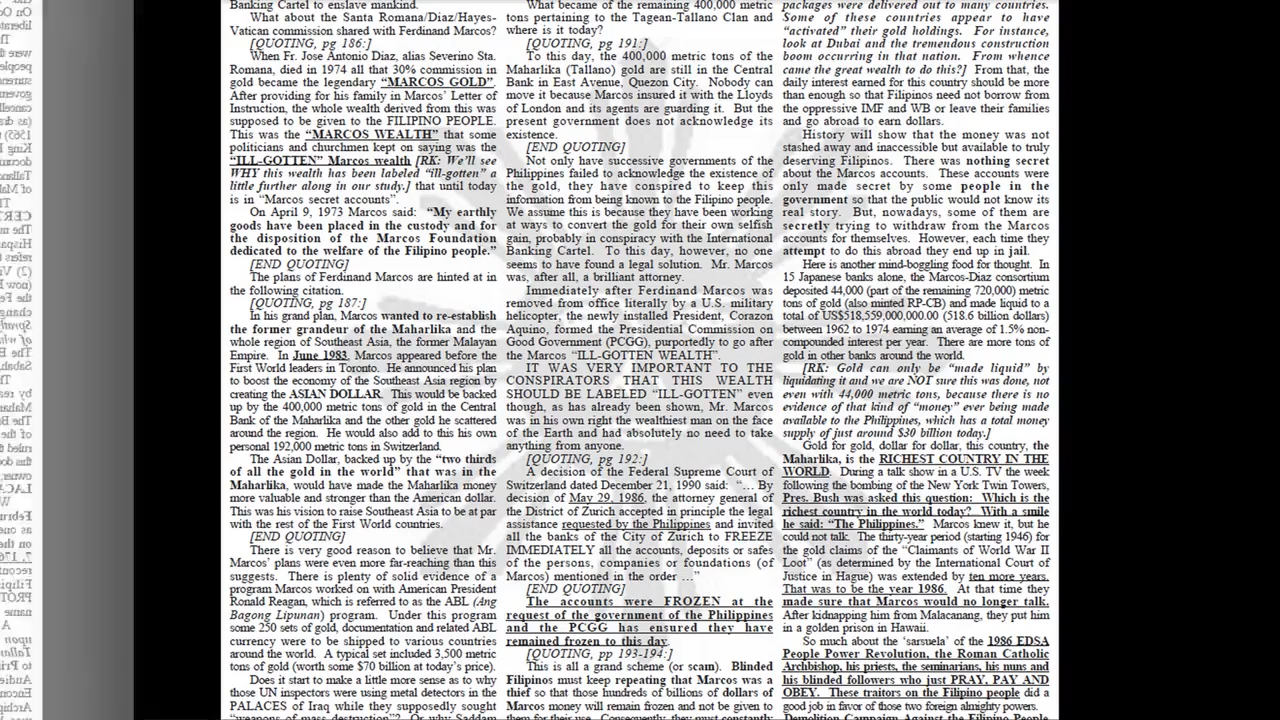 Banking Cartel to enslave mankind.
What about the Santa Romana/Diaz/Hayes-
Vatican commission shared with Ferdinand Marcos?
[QUOTING, pg 186:]
When Fr. Jose Antonio Diaz, alias Severino Sta.
Romana, died in 1974 all that 30% commission in
gold became the legendary "MARCOS GOLD".
After providing for his family in Marcos' Letter of
Instruction, the whole wealth derived from this was
supposed to be given to the FILIPINO PEOPLE.
This was the "MARCOS WEALTH" that some
politicians and churchmen kept on saying was the
"ILL-GOTTEN" Marcos wealth [RK: We'll see
WHY this wealth has been labeled "ill-gotten" a
little further along in our study.] that until today
is in "Marcos secret accounts".
On April 9, 1973 Marcos said: "My earthly
goods have been placed in the custody and for
the disposition of the Marcos Foundation
dedicated to the welfare of the Filipino people."
[END QUOTING]
The plans of Ferdinand Marcos are hinted at in
the following citation.
[QUOTING, pg 187:]
In his grand plan, Marcos wanted to re-establish
the former grandeur of the Maharlika and the
whole region of Southeast Asia, the former Malayan
Empire. In June 1983, Marcos appeared before the
First World leaders in Toronto. He announced his plan
to boost the economy of the Southeast Asia region by
creating the ASIAN DOLLAR. This would be backed
up by the 400,000 metric tons of gold in the Central
Bank of the Maharlika and the other gold he scattered
around the region. He would also add to this his own
personal 192,000 metric tons in Switzerland.
The Asian Dollar, backed up by the "two thirds
of all the gold in the world" that was in the
Maharlika, would have made the Maharlika money
more valuable and stronger than the American dollar.
This was his vision to raise Southeast Asia to be at par
with the rest of the First World countries.
[END QUOTING]
There is very good reason to believe that Mr.
Marcos' plans were even more far-reaching than this
suggests. There is plenty of solid evidence of a
program Marcos worked on with American President
Ronald Reagan, which is referred to as the ABL (Ang
Bagong Lipunan) program. Under this program
some 250 sets of gold, documentation and related ABL
currency were to be shipped to various countries
around the world. A typical set included 3,500 metric
tons of gold (worth some $70 billion at today's price).
Does it start to make a little more sense as to why
those UN inspectors were using metal detectors in the
PALACES of Iraq while they supposedly sought
"weapons of mass destruction"? Or why Saddam
What became of the remaining 400,000 metric
tons pertaining to the Tagean-Tallano Clan and
where is it today?
[QUOTING, pg 191:]
To this day, the 400,000 metric tons of the
Maharlika (Tallano) gold are still in the Central
Bank in East Avenue, Quezon City. Nobody can
move it because Marcos insured it with the Lloyds
of London and its agents are guarding it. But the
present government does not acknowledge its
existence.
[END QUOTING]
Not only have successive governments of the
Philippines failed to acknowledge the existence of
the gold, they have conspired to keep this
information from being known to the Filipino people.
We assume this is because they have been working
at ways to convert the gold for their own selfish
gain, probably in conspiracy with the International
Banking Cartel. To this day, however, no one
seems to have found a legal solution. Mr. Marcos
was, after all, a brilliant attorney.
Immediately after Ferdinand Marcos was
removed from office literally by a U.S. military
helicopter, the newly installed President, Corazon
Aquino, formed the Presidential Commission on
Good Government (PCGG), purportedly to go after
the Marcos "ILL-GOTTEN WEALTH".
IT WAS VERY IMPORTANT TO THE
CONSPIRATORS THAT THIS WEALTH
SHOULD BE LABELED "ILL-GOTTEN" even
though, as has already been shown, Mr. Marcos
was in his own right the wealthiest man on the face
of the Earth and had absolutely no need to take
anything from anyone.
[QUOTING, pg 192:]
A decision of the Federal Supreme Court of
Switzerland dated December 21, 1990 said: "… By
decision of May 29, 1986, the attorney general of
the District of Zurich accepted in principle the legal
assistance requested by the Philippines and invited
all the banks of the City of Zurich to FREEZE
IMMEDIATELY all the accounts, deposits or safes
of the persons, companies or foundations (of
Marcos) mentioned in the order …"
[END QUOTING]
The accounts were FROZEN at the
request of the government of the Philippines
and the PCGG has ensured they have
remained frozen to this day.
[QUOTING, pp 193-194:]
This is all a grand scheme (or scam). Blinded
Filipinos must keep repeating that Marcos was a
thief so that those hundreds of billions of dollars of
Marcos money will remain frozen and not be given to
them for their use. Consequently, they must constantly
packages were delivered out to many countries.
Some of these countries appear to have
"activated" their gold holdings. For instance,
look at Dubai and the tremendous construction
boom occurring in that nation. From whence
came the great wealth to do this?] From that, the
daily interest earned for this country should be more
than enough so that Filipinos need not borrow from
the oppressive IMF and WB or leave their families
and go abroad to earn dollars.
History will show that the money was not
stashed away and inaccessible but available to truly
deserving Filipinos. There was nothing secret
about the Marcos accounts. These accounts were
only made secret by some people in the
government so that the public would not know its
real story. But, nowadays, some of them are
secretly trying to withdraw from the Marcos
accounts for themselves. However, each time they
attempt to do this abroad they end up in jail.
Here is another mind-boggling food for thought. In
15 Japanese banks alone, the Marcos-Diaz consortium
deposited 44,000 (part of the remaining 720,000) metric
tons of gold (also minted RP-CB) and made liquid to a
total of US$518,559,000,000.00 (518.6 billion dollars)
between 1962 to 1974 earning an average of 1.5% non-
compounded interest per year. There are more tons of
gold in other banks around the world.
[RK: Gold can only be "made liquid" by
liquidating it and we are NOT sure this was done, not
even with 44,000 metric tons, because there is no
evidence of that kind of "money" ever being made
available to the Philippines, which has a total money
supply of just around $30 billion today.]
Gold for gold, dollar for dollar, this country, the
Maharlika, is the RICHEST COUNTRY IN THE
WORLD. During a talk show in a U.S. TV the week
following the bombing of the New York Twin Towers,
Pres. Bush was asked this question: Which is the
richest country in the world today? With a smile
he said: "The Philippines." Marcos knew it, but he
could not talk. The thirty-year period (starting 1946) for
the gold claims of the "Claimants of World War II
Loot" (as determined by the International Court of
Justice in Hague) was extended by ten more years.
That was to be the year 1986. At that time they
made sure that Marcos would no longer talk.
After kidnapping him from Malacanang, they put him
in a golden prison in Hawaii.
So much about the 'sarsuela' of the 1986 EDSA
People Power Revolution, the Roman Catholic
Archbishop, his priests, the seminarians, his nuns and
his blinded followers who just PRAY, PAY AND
OBEY. These traitors on the Filipino people did a
good job in favor of those two foreign almighty powers.
Demolition Campaign Against the Filipino People